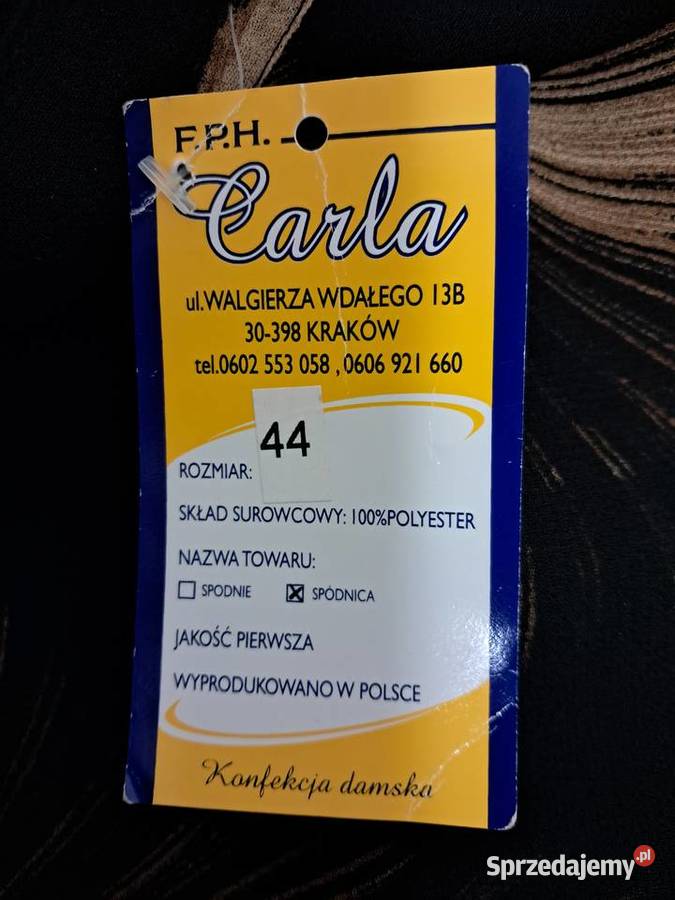 F.P.H.
Carla
ul.WALGIERZA WDAŁEGO 13B
30-398 KRAKÓW
tel.0602 553 058 , 0606 921 660
44
ROZMIAR:
SKŁAD SUROWCOWY: 100%POLYESTER
NAZWA TOWARU:
SPODNIE SPÓDNICA
JAKOŚĆ PIERWSZA
WYPRODUKOWANO W POLSCE
Konfekcja damska
Sprzedajemy.pl